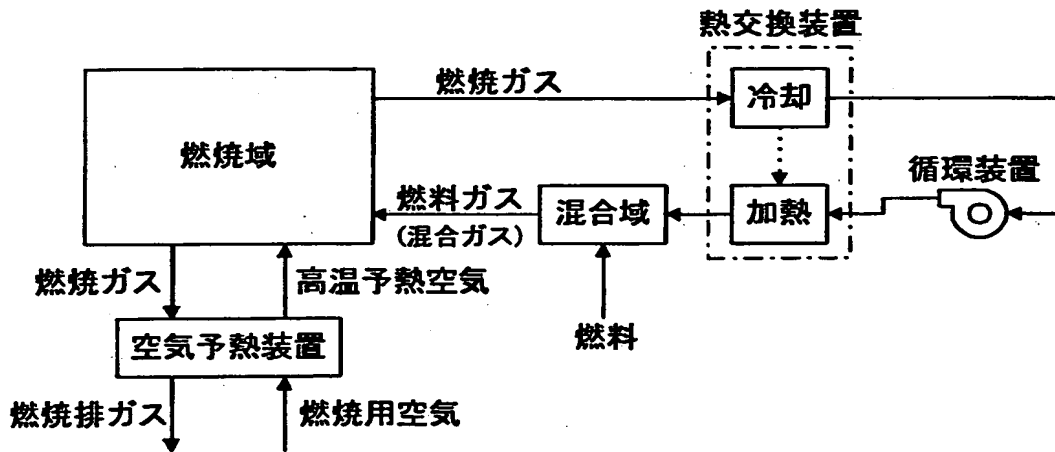 熱交換装置
燃焼ガス
冷却
燃焼域
循環装置
燃料ガス
(混合ガス)
混合域
加熱
燃焼ガス
高温予熱空気
燃料
空気予熱装置
燃焼排ガス
燃焼用空気